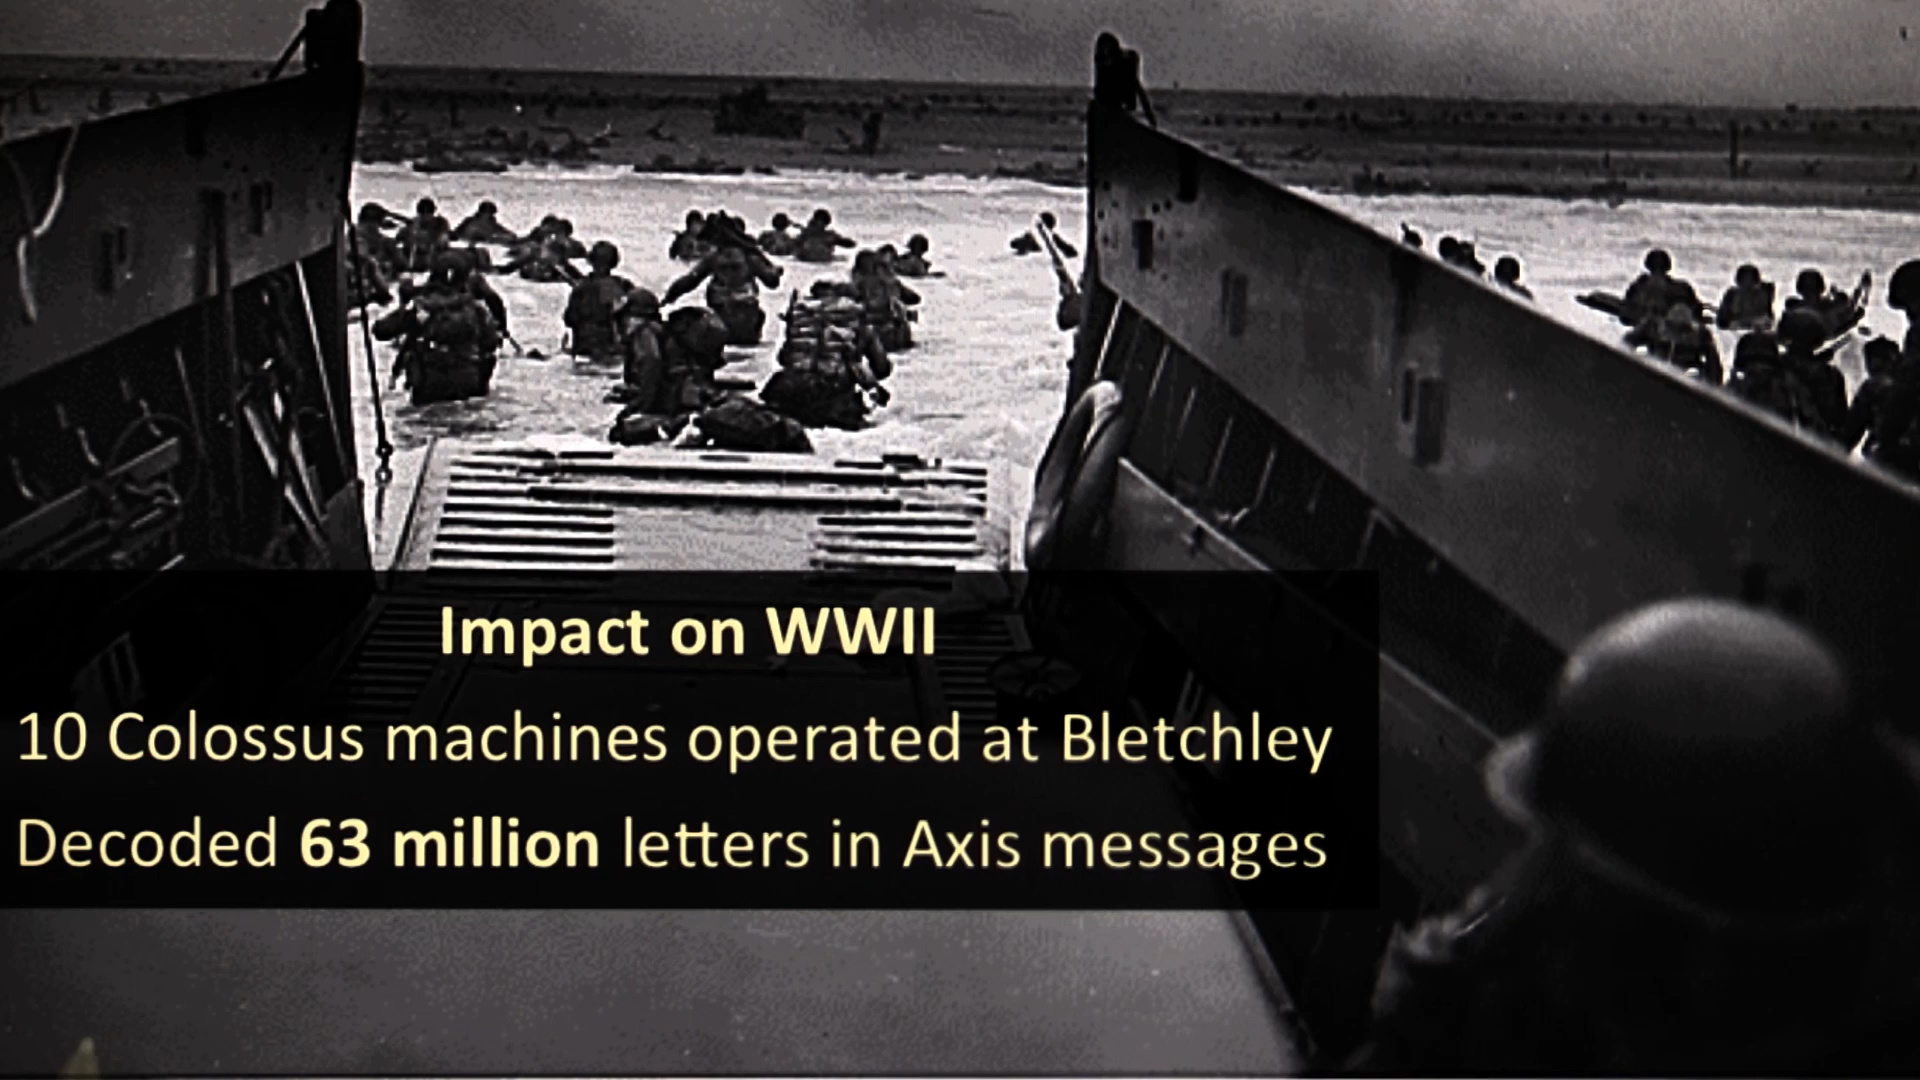 Impact on WWII
10 Colossus machines operated at Bletchley
Decoded 63 million letters in Axis messages